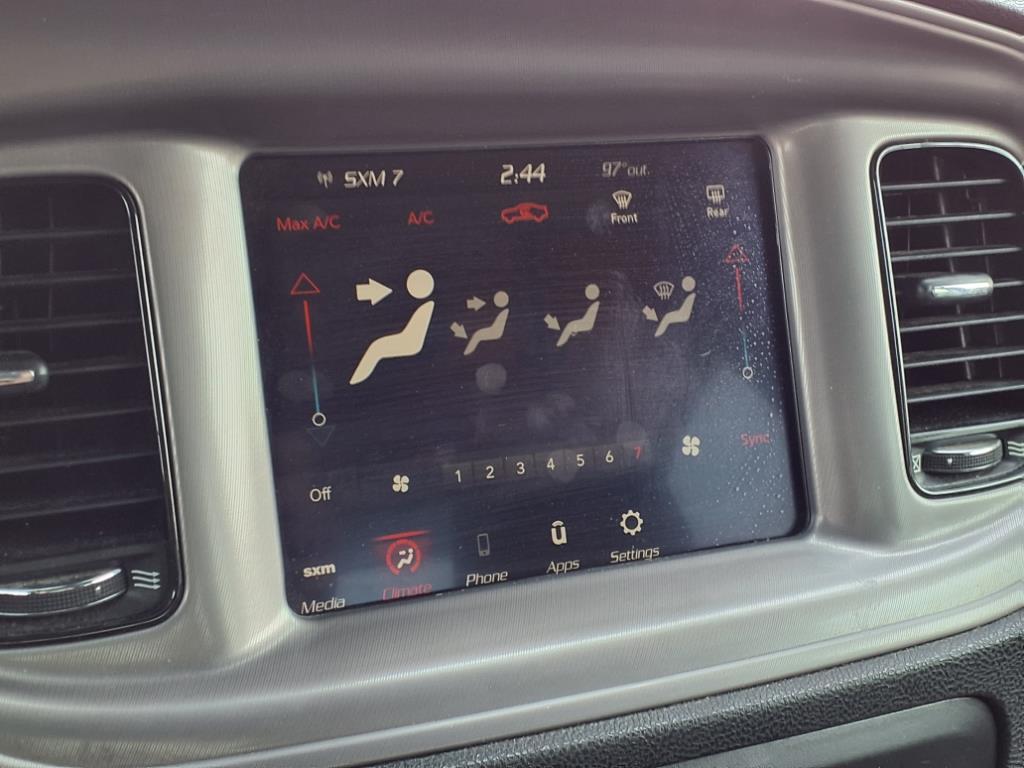 SXM 7 2:44 97° out.
Max A/C A/C Front Rear
Sync
Off 1 2 3 4 5 6 7
sxm
Media Climate Phone Apps Settings